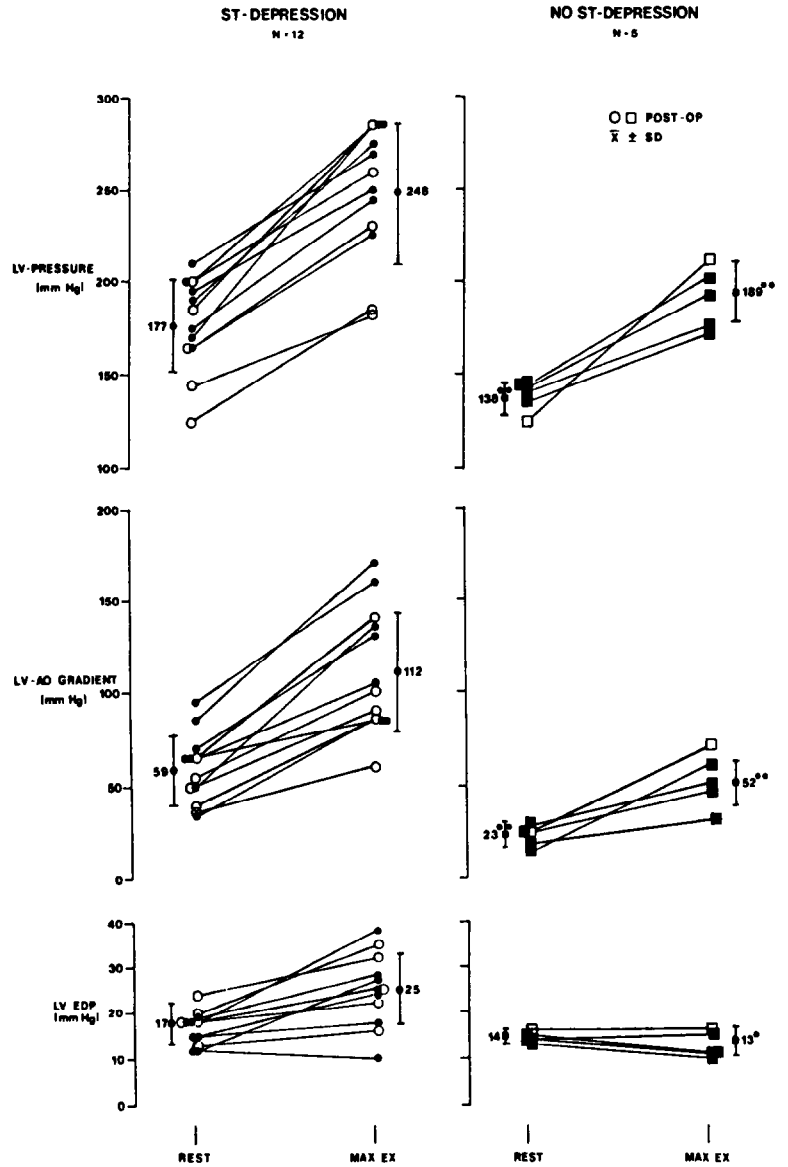 ST-DEPRESSION
N = 12
NO ST-DEPRESSION
N = 5
○ □ POST-OP
x̄ ± SD
LV-PRESSURE
(mm Hg)
300
250
200
150
100
177
248
138**
189**
LV-AO GRADIENT
(mm Hg)
200
150
100
50
0
59
112
23**
52**
LV EDP
(mm Hg)
40
30
20
10
0
17
25
14
13*
REST
MAX EX
REST
MAX EX